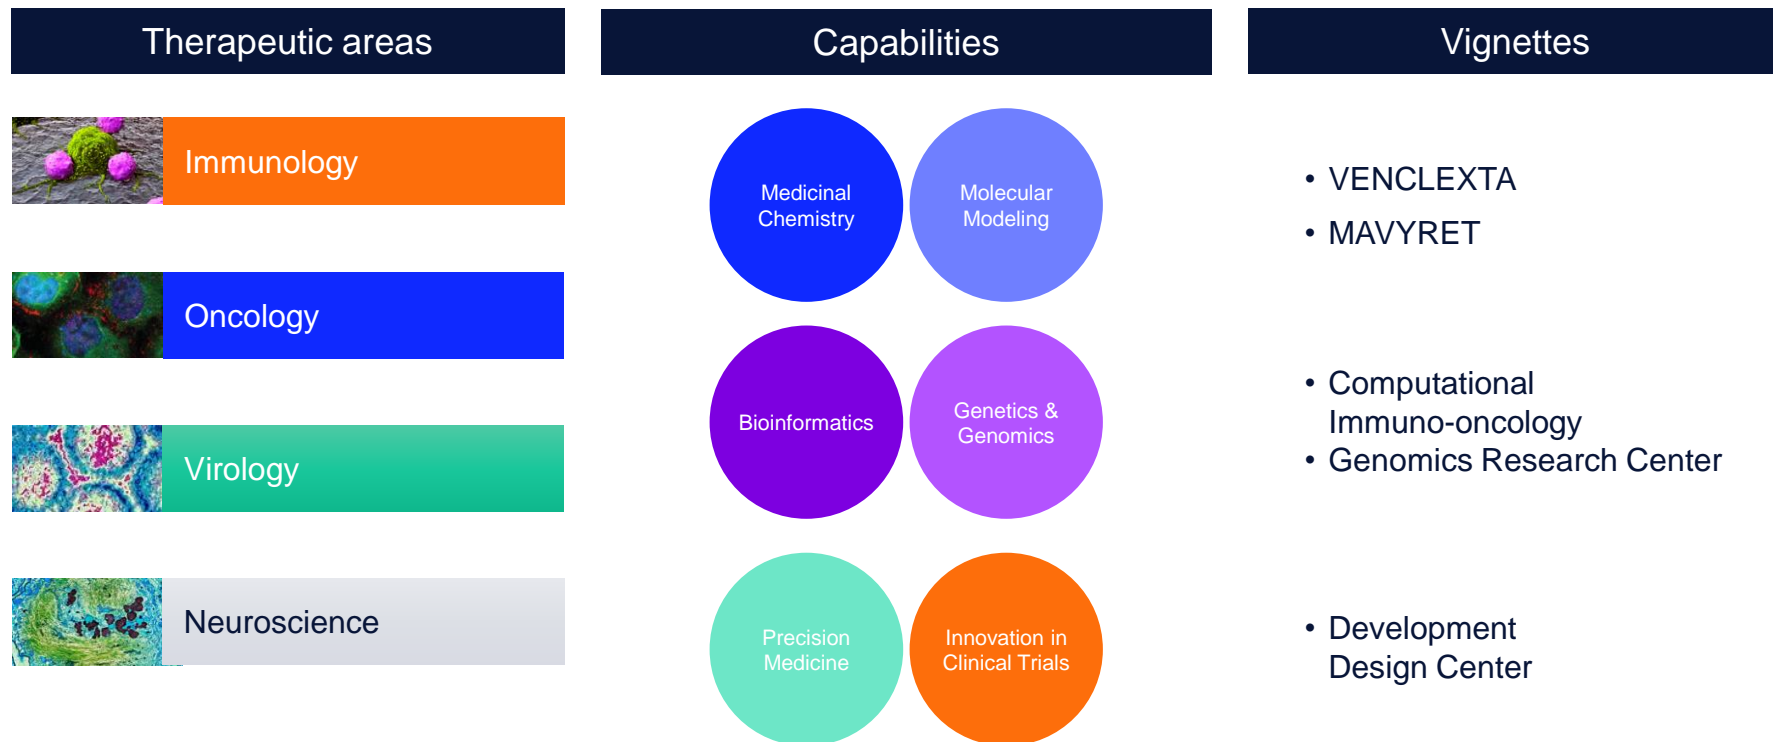 Therapeutic areas
Capabilities
Vignettes
Immunology
Oncology
Virology
Neuroscience
Medicinal
Chemistry
Molecular
Modeling
Bioinformatics
Genetics &
Genomics
Precision
Medicine
Innovation in
Clinical Trials
• VENCLEXTA
• MAVYRET
• Computational
Immuno-oncology
• Genomics Research Center
• Development
Design Center